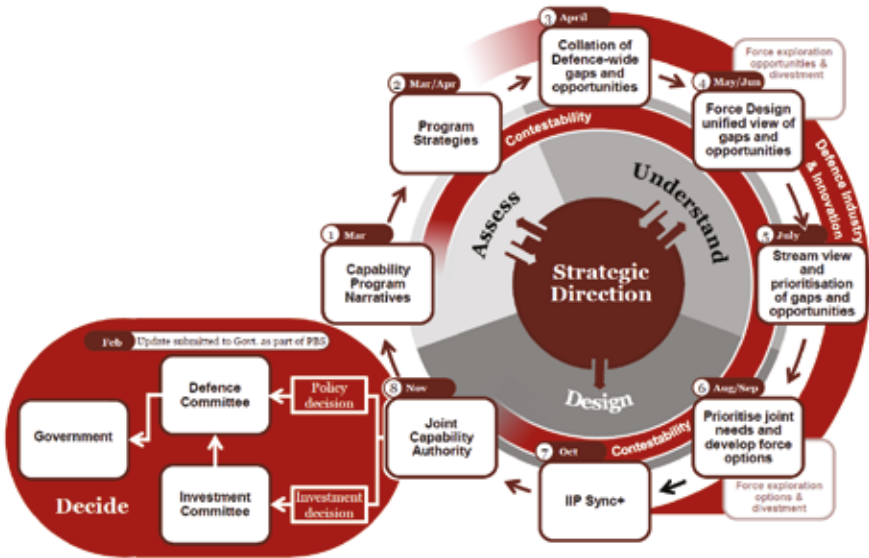 3 April
Collation of
Defence-wide
gaps and
opportunities
Force exploration
opportunities &
divestment
2 Mar/Apr
Program
Strategies
4 May/Jun
Force Design
unified view of
gaps and
opportunities
Contestability
Defence Industry
& Innovation
Assess
Understand
1 Mar
Capability
Program
Narratives
Strategic
Direction
5 July
Stream view
and
prioritisation
of gaps and
opportunities
Feb
Update submitted to Govt. as part of PBS
Design
Defence
Committee
Policy
decision
8 Nov
Joint
Capability
Authority
6 Aug/Sep
Prioritise joint
needs and
develop force
options
Government
Contestability
7 Oct
IIP Sync+
Decide
Investment
Committee
Investment
decision
Force exploration
options &
divestment